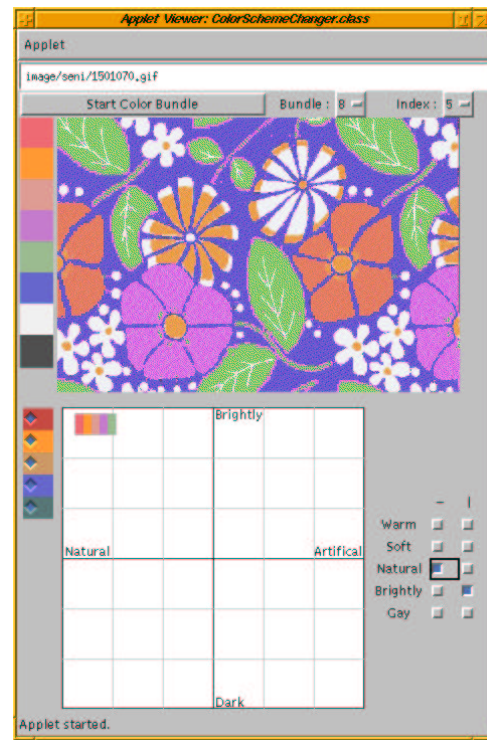 Applet Viewer: ColorSchemeChanger.class
Applet
image/seni/1501070.gif
Start Color Bundle Bundle : 8 Index : 5
Brightly
Natural Artifical
Dark
Warm
Soft
Natural
Brightly
Gay
Applet started.